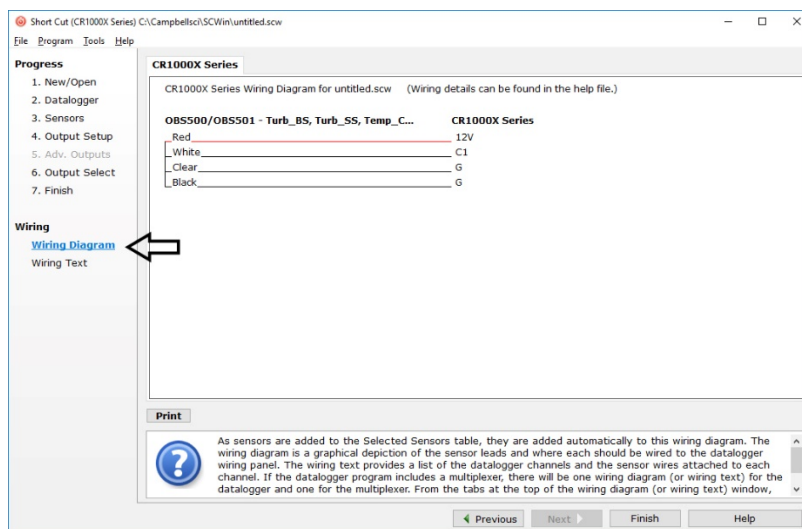 Short Cut (CR1000X Series) C:\Campbellsci\SCWin\untitled.scw
File Program Tools Help
Progress
1. New/Open
2. Datalogger
3. Sensors
4. Output Setup
5. Adv. Outputs
6. Output Select
7. Finish
Wiring
Wiring Diagram
Wiring Text
CR1000X Series
CR1000X Series Wiring Diagram for untitled.scw (Wiring details can be found in the help file.)
OBS500/OBS501 - Turb_BS, Turb_SS, Temp_C... CR1000X Series
Red 12V
White C1
Clear G
Black G
Print
As sensors are added to the Selected Sensors table, they are added automatically to this wiring diagram. The
wiring diagram is a graphical depiction of the sensor leads and where each should be wired to the datalogger
wiring panel. The wiring text provides a list of the datalogger channels and the sensor wires attached to each
channel. If the datalogger program includes a multiplexer, there will be one wiring diagram (or wiring text) for the
datalogger and one for the multiplexer. From the tabs at the top of the wiring diagram (or wiring text) window,
Previous Next Finish Help